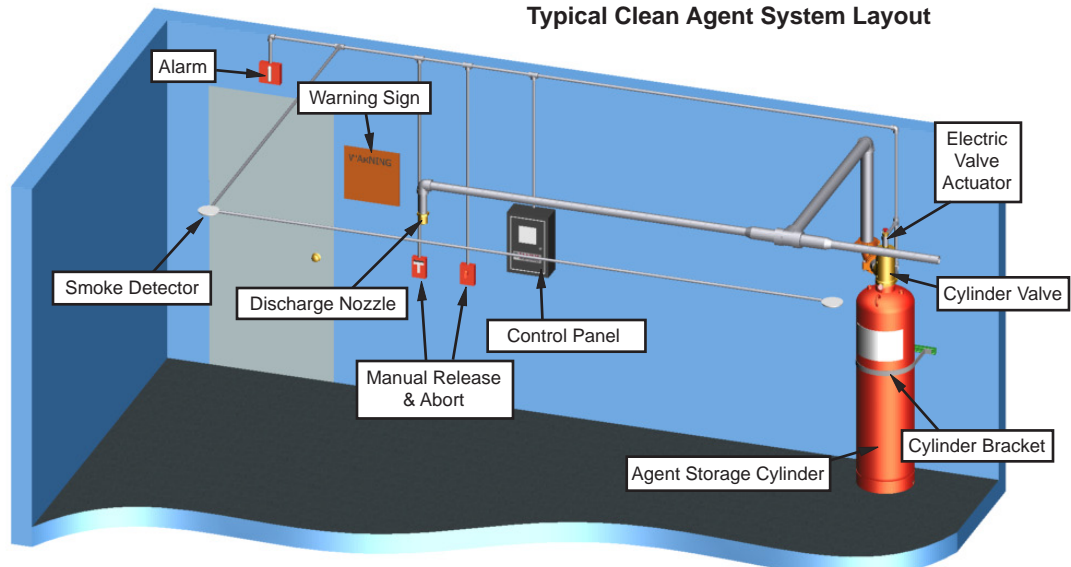 Typical Clean Agent System Layout
Alarm
Warning Sign
WARNING
Electric
Valve
Actuator
Smoke Detector
Discharge Nozzle
Control Panel
Cylinder Valve
Manual Release
& Abort
Cylinder Bracket
Agent Storage Cylinder